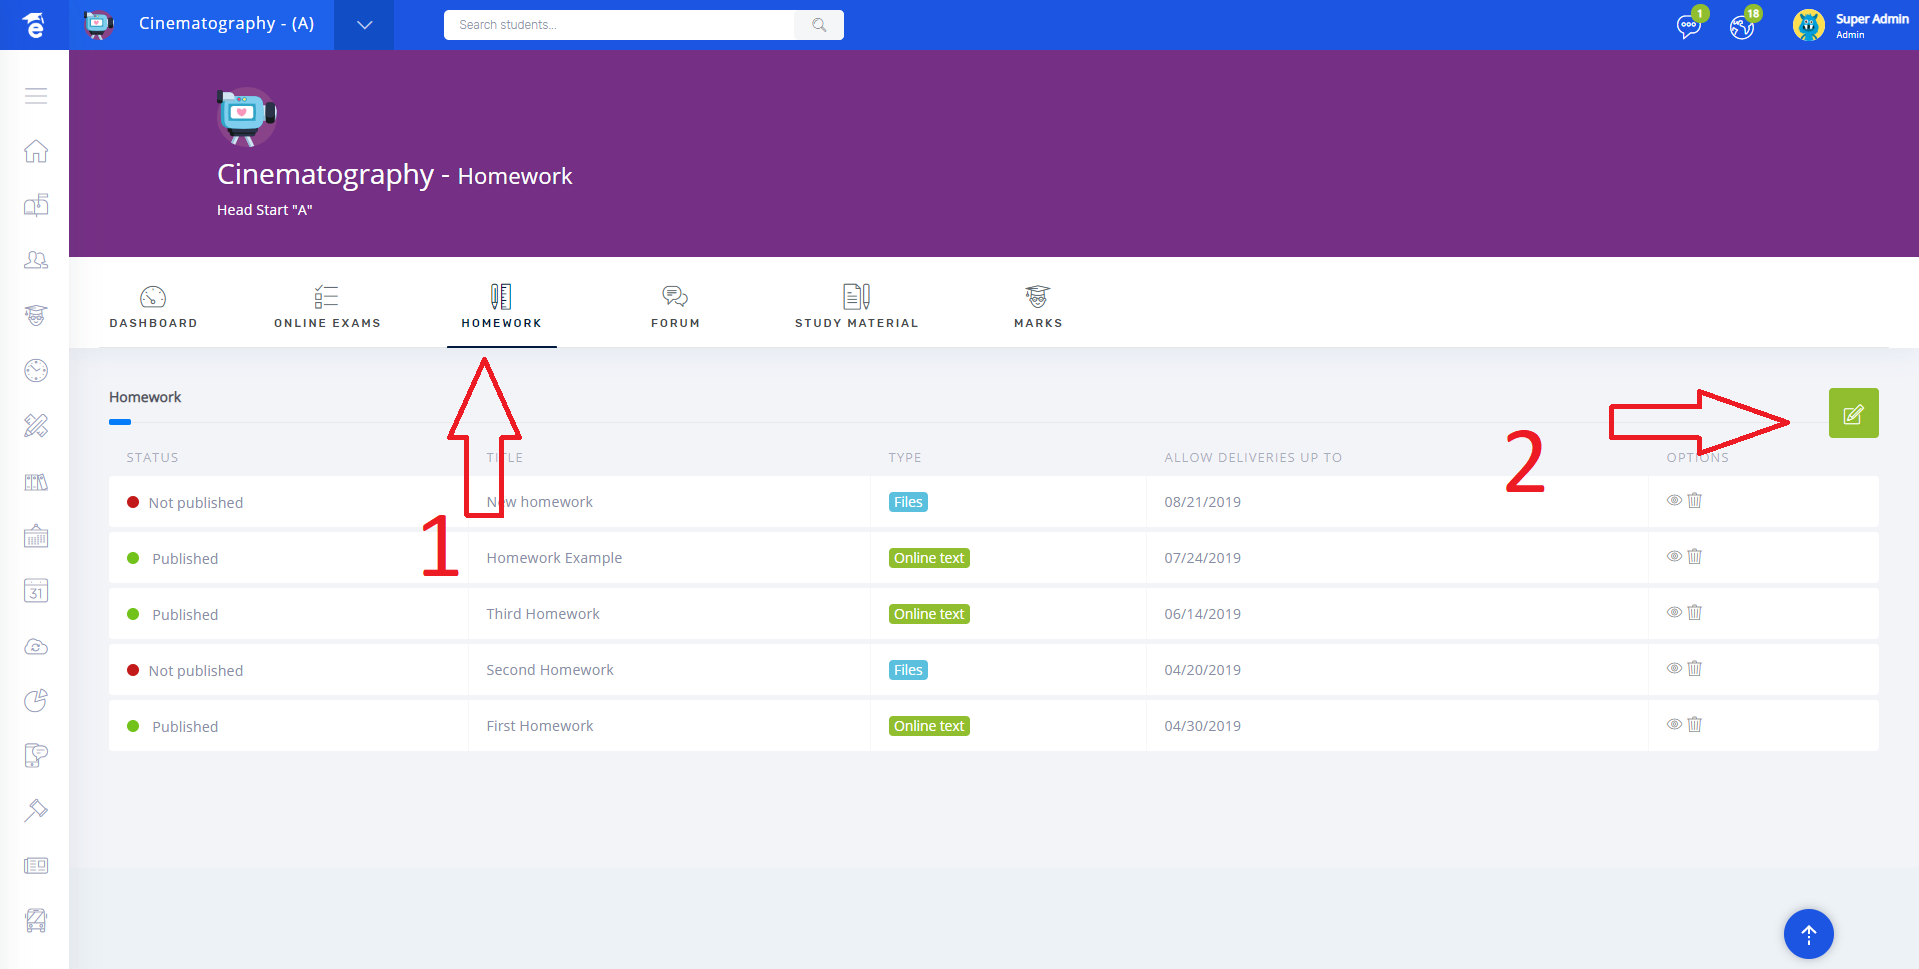 Cinematography - (A)
Search students...
1
18
Super Admin
Admin
Cinematography - Homework
Head Start "A"
DASHBOARD
ONLINE EXAMS
HOMEWORK
FORUM
STUDY MATERIAL
MARKS
Homework
STATUS TITLE TYPE ALLOW DELIVERIES UP TO OPTIONS
Not published New homework Files 08/21/2019
Published Homework Example Online text 07/24/2019
Published Third Homework Online text 06/14/2019
Not published Second Homework Files 04/20/2019
Published First Homework Online text 04/30/2019
1
2
31